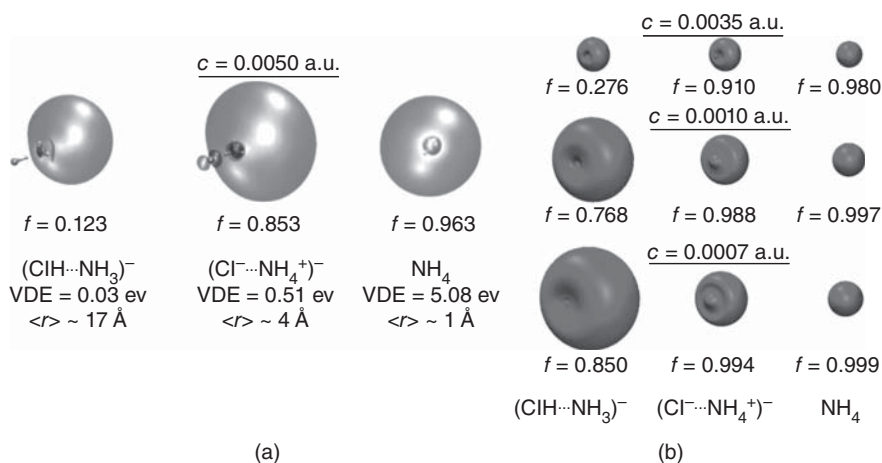 c = 0.0050 a.u.
f = 0.123 f = 0.853 f = 0.963
(ClH···NH₃)⁻ (Cl⁻···NH₄⁺)⁻ NH₄
VDE = 0.03 ev VDE = 0.51 ev VDE = 5.08 ev
<r> ~ 17 Å <r> ~ 4 Å <r> ~ 1 Å
(a)
c = 0.0035 a.u.
f = 0.276 f = 0.910 f = 0.980
c = 0.0010 a.u.
f = 0.768 f = 0.988 f = 0.997
c = 0.0007 a.u.
f = 0.850 f = 0.994 f = 0.999
(ClH···NH₃)⁻ (Cl⁻···NH₄⁺)⁻ NH₄
(b)